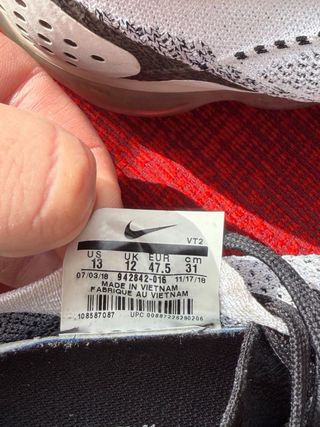 VT2
US UK EUR cm
13 12 47.5 31
07/03/18 942842-016 11/17/18
MADE IN VIETNAM
FABRIQUE AU VIETNAM
108587087
UPC 00887228290206